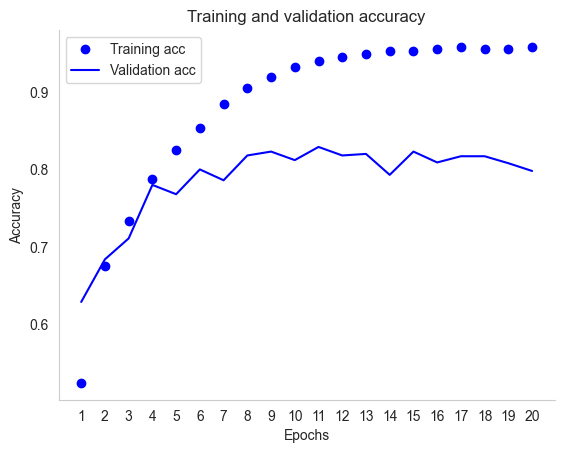 Training and validation accuracy
Training acc
Validation acc
0.9
0.8
0.7
0.6
Accuracy
1 2 3 4 5 6 7 8 9 10 11 12 13 14 15 16 17 18 19 20
Epochs